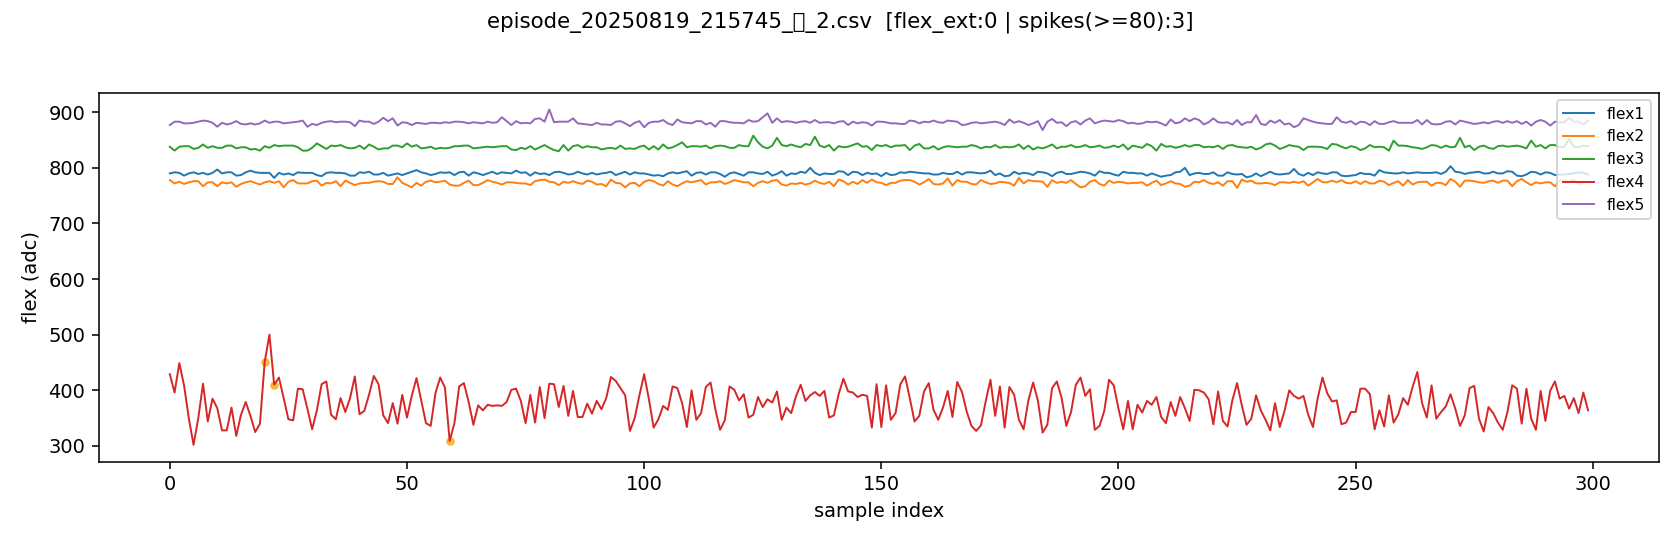 episode_20250819_215745_▯_2.csv [flex_ext:0 | spikes(>=80):3]
flex (adc)
900
800
700
600
500
400
300
flex1
flex2
flex3
flex4
flex5
0 50 100 150 200 250 300
sample index